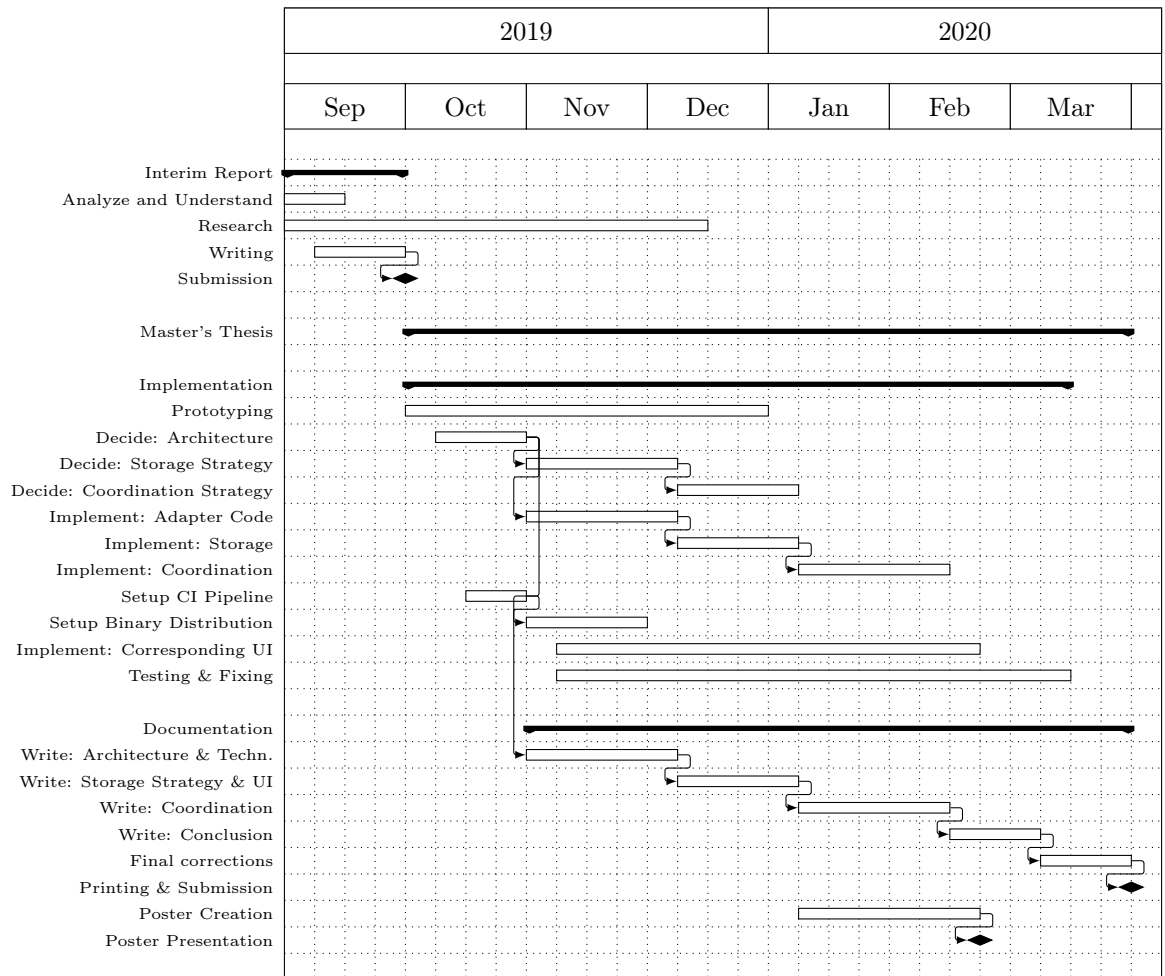 2019 2020
Sep Oct Nov Dec Jan Feb Mar
Interim Report
Analyze and Understand
Research
Writing
Submission
Master's Thesis
Implementation
Prototyping
Decide: Architecture
Decide: Storage Strategy
Decide: Coordination Strategy
Implement: Adapter Code
Implement: Storage
Implement: Coordination
Setup CI Pipeline
Setup Binary Distribution
Implement: Corresponding UI
Testing & Fixing
Documentation
Write: Architecture & Techn.
Write: Storage Strategy & UI
Write: Coordination
Write: Conclusion
Final corrections
Printing & Submission
Poster Creation
Poster Presentation